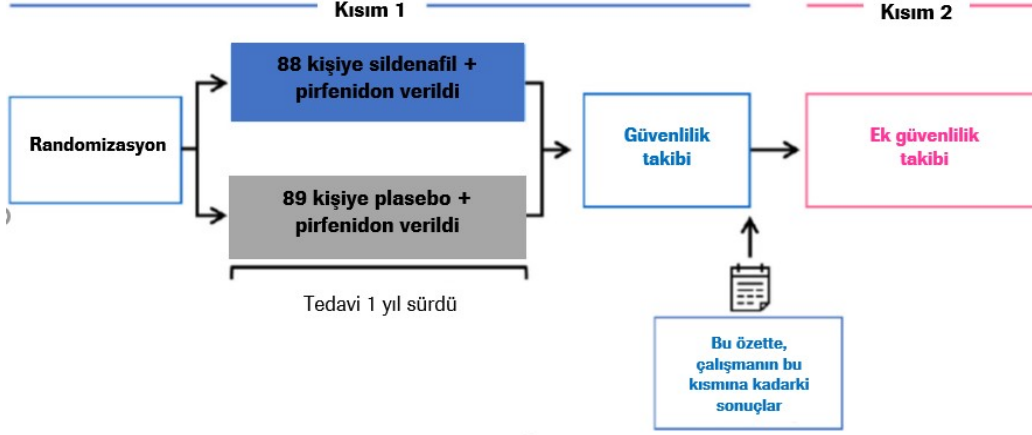 Kısım 1
Kısım 2
88 kişiye sildenafil +
pirfenidon verildi
Randomizasyon
89 kişiye plasebo +
pirfenidon verildi
Güvenlilik
takibi
Ek güvenlilik
takibi
Tedavi 1 yıl sürdü
Bu özette,
çalışmanın bu
kısmına kadarki
sonuçlar